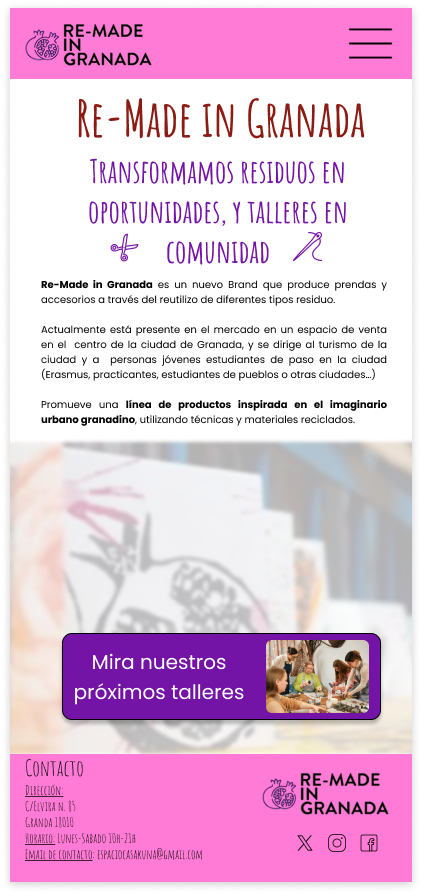 RE-MADE
IN
GRANADA
Re-Made in Granada
Transformamos residuos en
oportunidades, y talleres en
comunidad
Re-Made in Granada es un nuevo Brand que produce prendas y
accesorios a través del reutilizo de diferentes tipos residuo.
Actualmente está presente en el mercado en un espacio de venta
en el centro de la ciudad de Granada, y se dirige al turismo de la
ciudad y a personas jóvenes estudiantes de paso en la ciudad
(Erasmus, practicantes, estudiantes de pueblos o otras ciudades…)
Promueve una línea de productos inspirada en el imaginario
urbano granadino, utilizando técnicas y materiales reciclados.
Mira nuestros
próximos talleres
Contacto
Dirección:
C/Elvira n. 85
Granda 18010
Horario: Lunes-Sabado 10h-21h
Email de contacto: espaciocasakuna@gmail.com
RE-MADE
IN
GRANADA